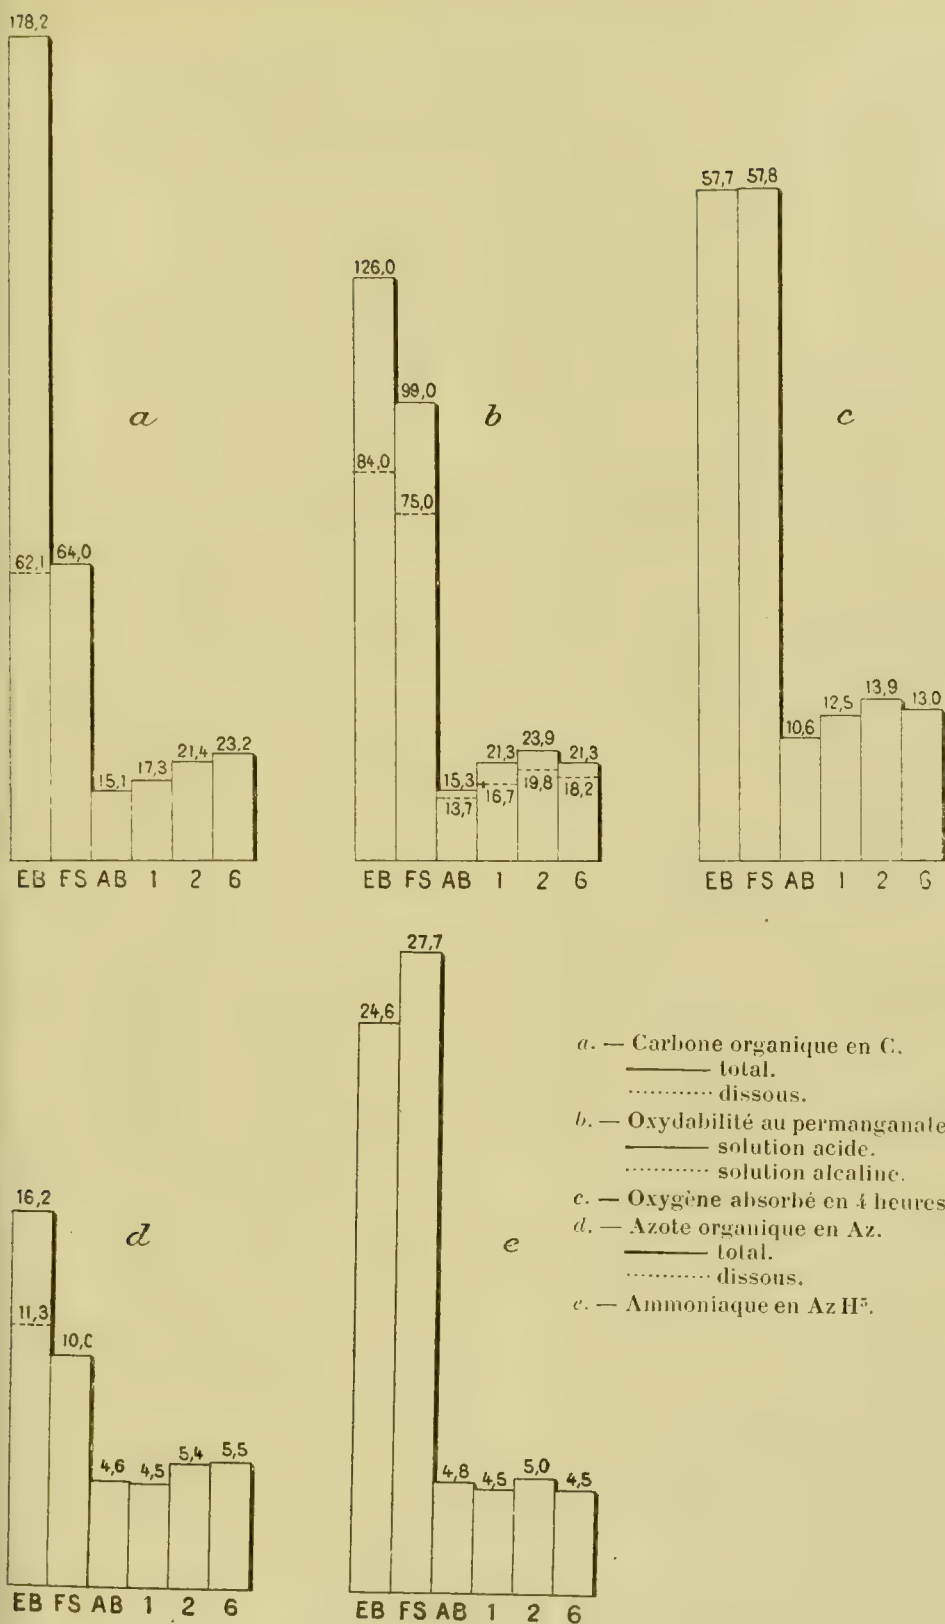 178,2
62,1
64,0
15,1
17,3
21,4
23,2
a
EB FS AB 1 2 6
126,0
84,0
99,0
75,0
15,3
13,7
21,3
16,7
23,9
19,8
21,3
18,2
b
EB FS AB 1 2 6
57,7
57,8
10,6
12,5
13,9
13,0
c
EB FS AB 1 2 6
16,2
11,3
10,0
4,6
4,5
5,4
5,5
d
EB FS AB 1 2 6
24,6
27,7
4,8
4,5
5,0
4,5
e
EB FS AB 1 2 6
a. — Carbone organique en C.
total.
dissous.
b. — Oxydabilité au permanganate
solution acide.
solution alcaline.
c. — Oxygène absorbé en 4 heures
d. — Azote organique en Az.
total.
dissous.
e. — Ammoniaque en Az H³.